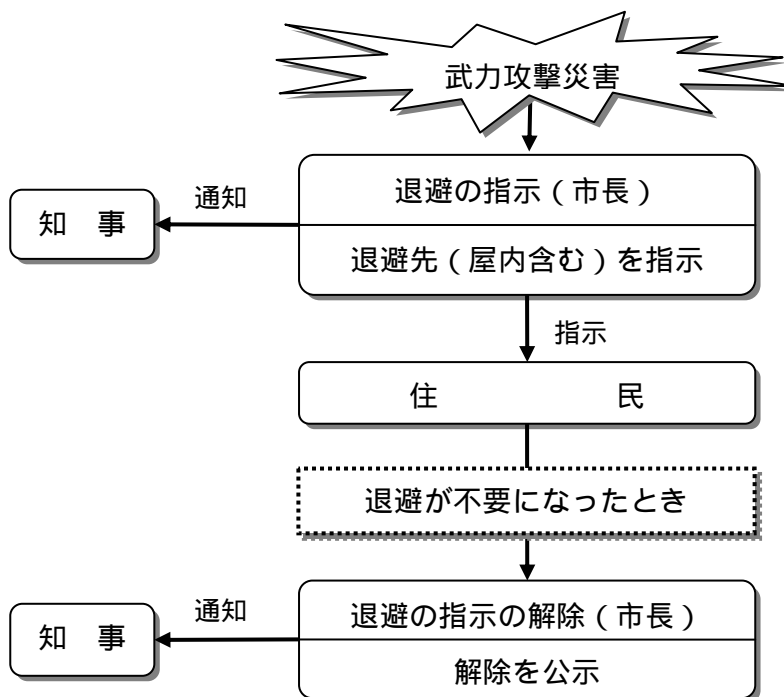 武力攻撃災害
退避の指示（市長）
通知
知　事
退避先（屋内含む）を指示
指示
住　　　　　民
退避が不要になったとき
退避の指示の解除（市長）
通知
知　事
解除を公示